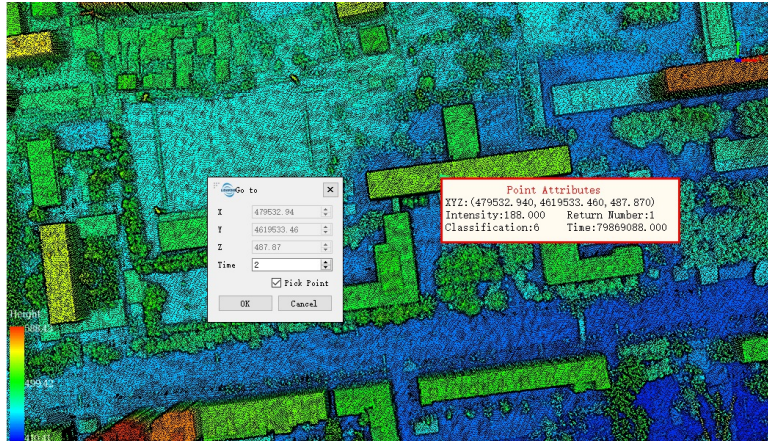 Go to
X 479532.94
Y 4619533.46
Z 487.87
Time 2
Pick Point
OK Cancel
Point Attributes
XYZ:(479532.940,4619533.460,487.870)
Intensity:188.000 Return Number:1
Classification:6 Time:79869088.000
Height